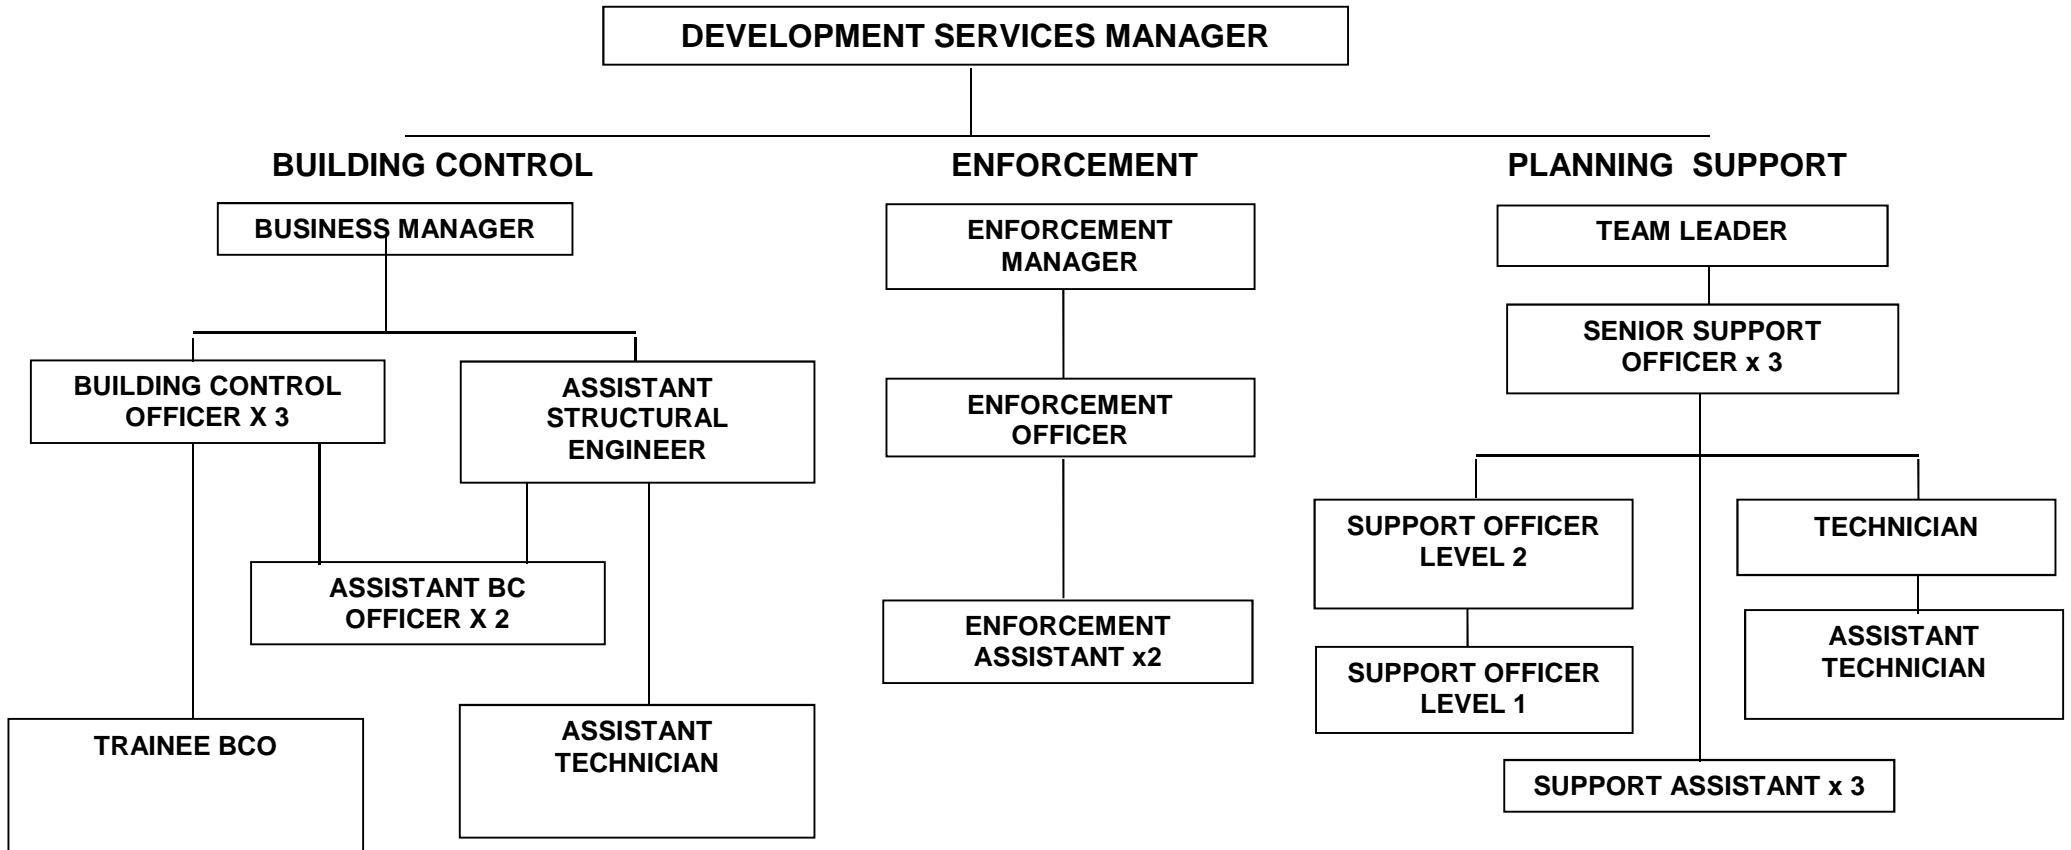 DEVELOPMENT SERVICES MANAGER
BUILDING CONTROL
BUSINESS MANAGER
BUILDING CONTROL
OFFICER X 3
ASSISTANT
STRUCTURAL
ENGINEER
ASSISTANT BC
OFFICER X 2
TRAINEE BCO
ASSISTANT
TECHNICIAN
ENFORCEMENT
ENFORCEMENT
MANAGER
ENFORCEMENT
OFFICER
ENFORCEMENT
ASSISTANT x2
PLANNING SUPPORT
TEAM LEADER
SENIOR SUPPORT
OFFICER x 3
SUPPORT OFFICER
LEVEL 2
SUPPORT OFFICER
LEVEL 1
TECHNICIAN
ASSISTANT
TECHNICIAN
SUPPORT ASSISTANT x 3